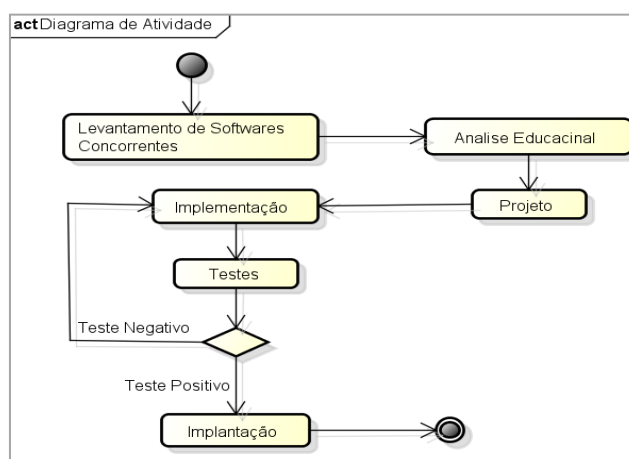 act Diagrama de Atividade
Levantamento de Softwares
Concorrentes
Analise Educacinal
Implementação
Projeto
Testes
Teste Negativo
Teste Positivo
Implantação